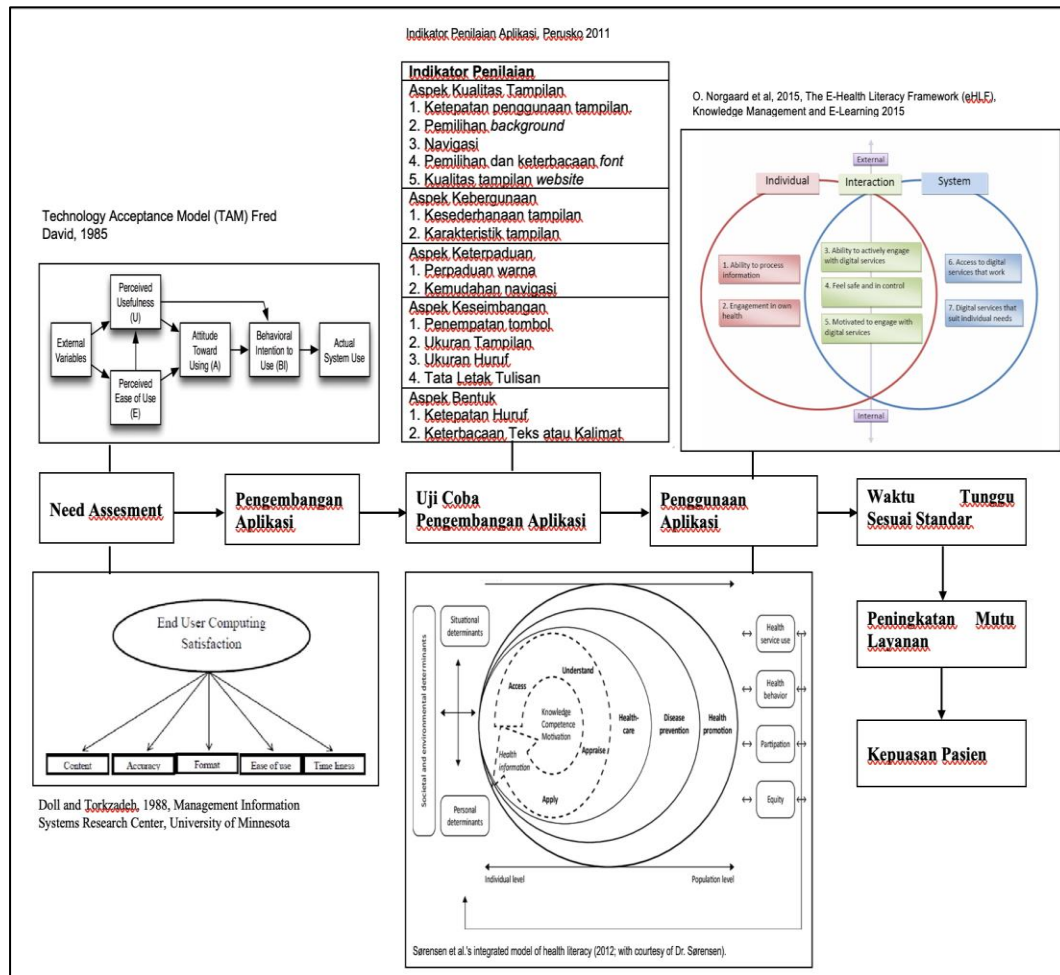 Indikator Penilaian Aplikasi, Perusko 2011
Indikator Penilaian
Aspek Kualitas Tampilan
1. Ketepatan penggunaan tampilan.
2. Pemilihan background
3. Navigasi
4. Pemilihan dan keterbacaan font
5. Kualitas tampilan website
Aspek Kebergunaan
1. Kesederhanaan tampilan
2. Karakteristik tampilan
Aspek Keterpaduan
1. Perpaduan warna
2. Kemudahan navigasi
Aspek Keseimbangan
1. Penempatan tombol
2. Ukuran Tampilan
3. Ukuran Huruf
4. Tata Letak Tulisan
Aspek Bentuk
1. Ketepatan Huruf
2. Keterbacaan Teks atau Kalimat
O. Norgaard et al, 2015, The E-Health Literacy Framework (eHLF),
Knowledge Management and E-Learning 2015
External
Individual
Interaction
System
1. Ability to process
information
2. Engagement in own
health
3. Ability to actively engage
with digital services
4. Feel safe and in control
5. Motivated to engage with
digital services
6. Access to digital
services that work
7. Digital services that
suit individual needs
Internal
Technology Acceptance Model (TAM) Fred
David, 1985
External
Variables
Perceived
Usefulness
(U)
Perceived
Ease of Use
(E)
Attitude
Toward
Using (A)
Behavioral
Intention to
Use (BI)
Actual
System Use
Need Assesment
Pengembangan
Aplikasi
Uji Coba
Pengembangan Aplikasi
Penggunaan
Aplikasi
Waktu Tunggu
Sesuai Standar
Peningkatan Mutu
Layanan
Kepuasan Pasien
End User Computing
Satisfaction
Content
Accuracy
Format
Ease of use
Time liness
Doll and Torkzadeh, 1988, Management Information
Systems Research Center, University of Minnesota
Societal and environmental determinants
Situational
determinants
Personal
determinants
Access
Understand
Knowledge
Competence
Motivation
Health
information
Appraise
Apply
Health-
care
Disease
prevention
Health
promotion
Health
service use
Health
behavior
Partipation
Equity
Individual level
Population level
Sørensen et al.'s integrated model of health literacy (2012; with courtesy of Dr. Sørensen).